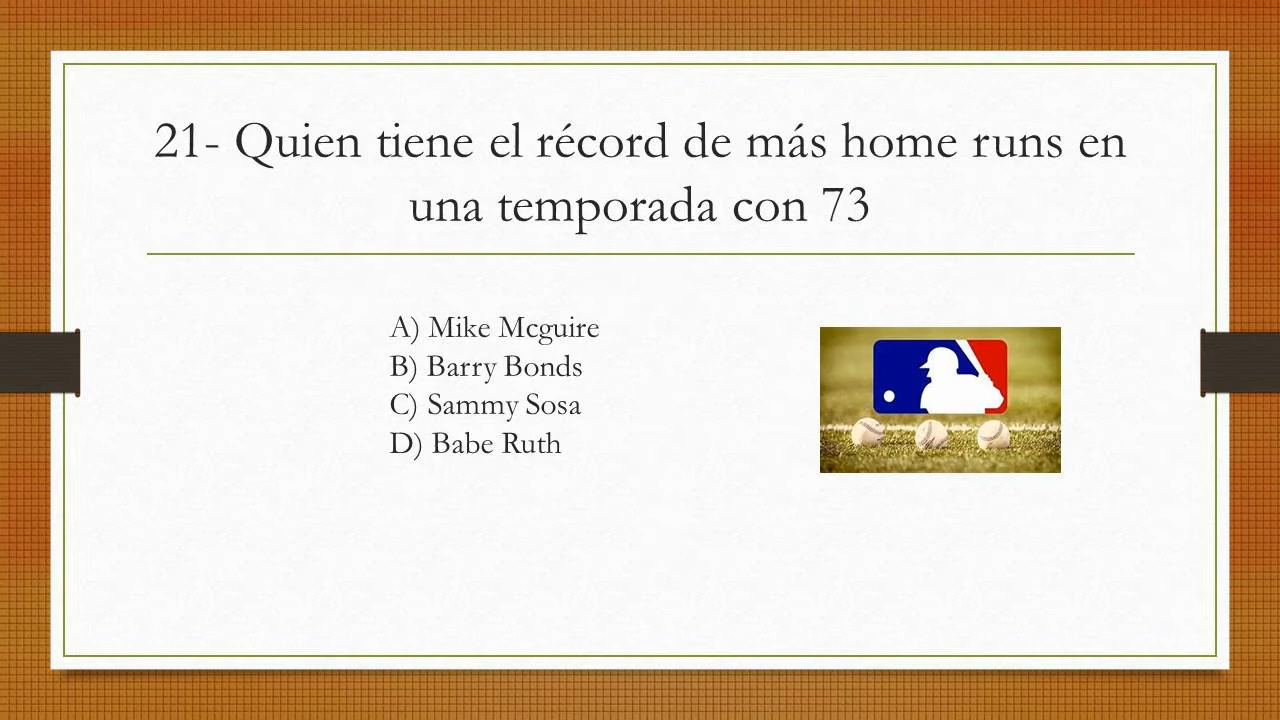 21- Quien tiene el récord de más home runs en
una temporada con 73
A) Mike Mcguire
B) Barry Bonds
C) Sammy Sosa
D) Babe Ruth